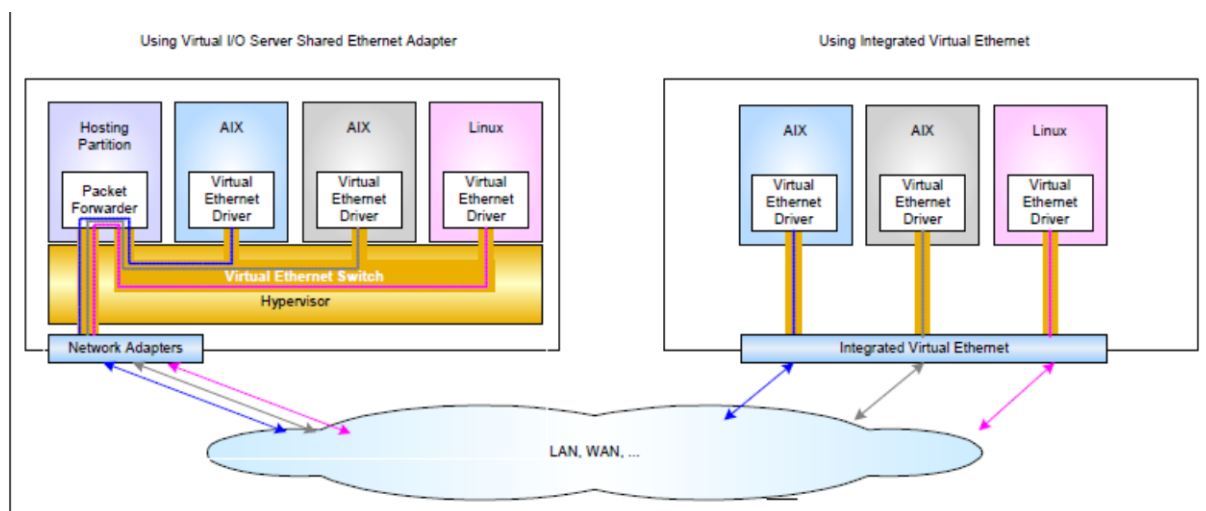 Using Virtual I/O Server Shared Ethernet Adapter
Using Integrated Virtual Ethernet
Hosting
Partition
AIX
AIX
Linux
Packet
Forwarder
Virtual
Ethernet
Driver
Virtual
Ethernet
Driver
Virtual
Ethernet
Driver
Virtual Ethernet Switch
Hypervisor
Network Adapters
AIX
AIX
Linux
Virtual
Ethernet
Driver
Virtual
Ethernet
Driver
Virtual
Ethernet
Driver
Integrated Virtual Ethernet
LAN, WAN, ...